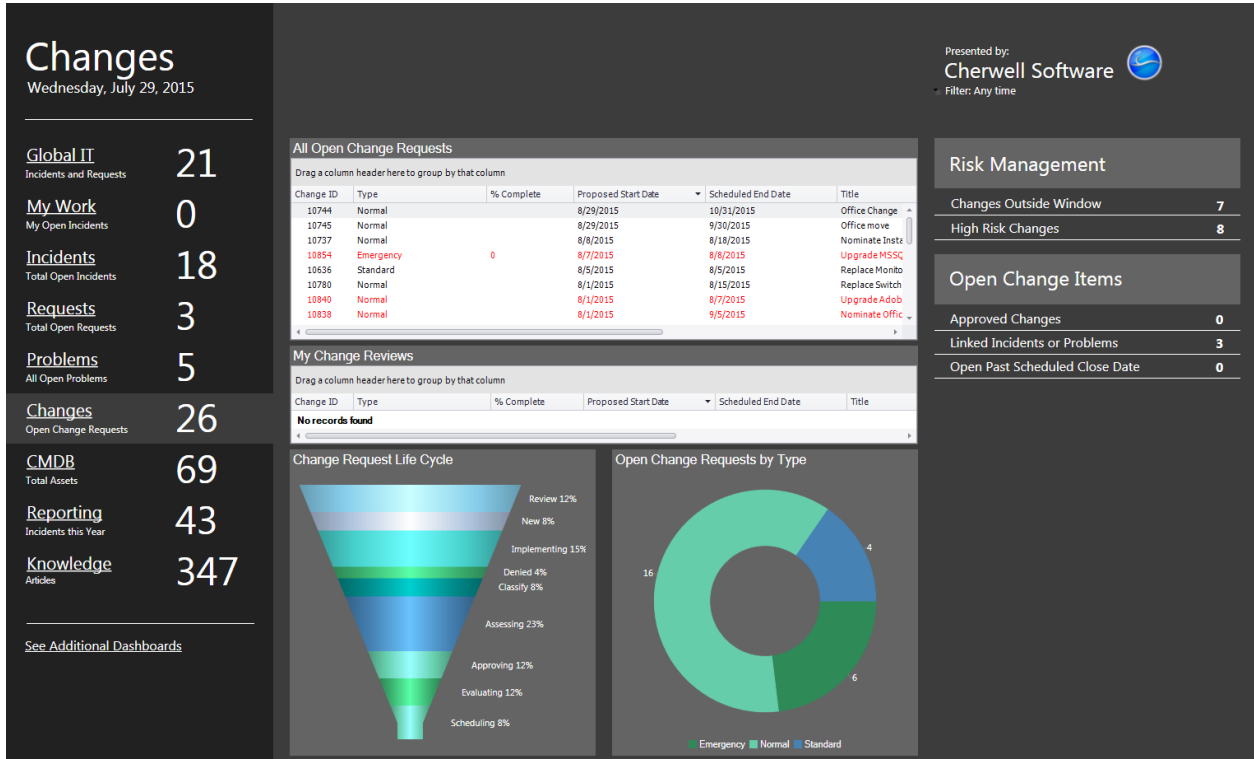 Changes
Wednesday, July 29, 2015
Presented by:
Cherwell Software
Filter: Any time
Global IT
Incidents and Requests
21
My Work
My Open Incidents
0
Incidents
Total Open Incidents
18
Requests
Total Open Requests
3
Problems
All Open Problems
5
Changes
Open Change Requests
26
CMDB
Total Assets
69
Reporting
Incidents this Year
43
Knowledge
Articles
347
See Additional Dashboards
All Open Change Requests
Drag a column header here to group by that column
Change ID Type % Complete Proposed Start Date Scheduled End Date Title
10744 Normal 8/29/2015 10/31/2015 Office Change
10745 Normal 8/29/2015 9/30/2015 Office move
10737 Normal 8/8/2015 8/18/2015 Nominate Insta
10854 Emergency 0 8/7/2015 8/8/2015 Upgrade MSSQ
10636 Standard 8/5/2015 8/5/2015 Replace Monito
10780 Normal 8/1/2015 8/15/2015 Replace Switch
10840 Normal 8/1/2015 8/7/2015 Upgrade Adob
10838 Normal 8/1/2015 9/5/2015 Nominate Offic
My Change Reviews
Drag a column header here to group by that column
Change ID Type % Complete Proposed Start Date Scheduled End Date Title
No records found
Change Request Life Cycle
Review 12%
New 8%
Implementing 15%
Denied 4%
Classify 8%
Assessing 23%
Approving 12%
Evaluating 12%
Scheduling 8%
Open Change Requests by Type
4
16
6
Emergency Normal Standard
Risk Management
Changes Outside Window 7
High Risk Changes 8
Open Change Items
Approved Changes 0
Linked Incidents or Problems 3
Open Past Scheduled Close Date 0